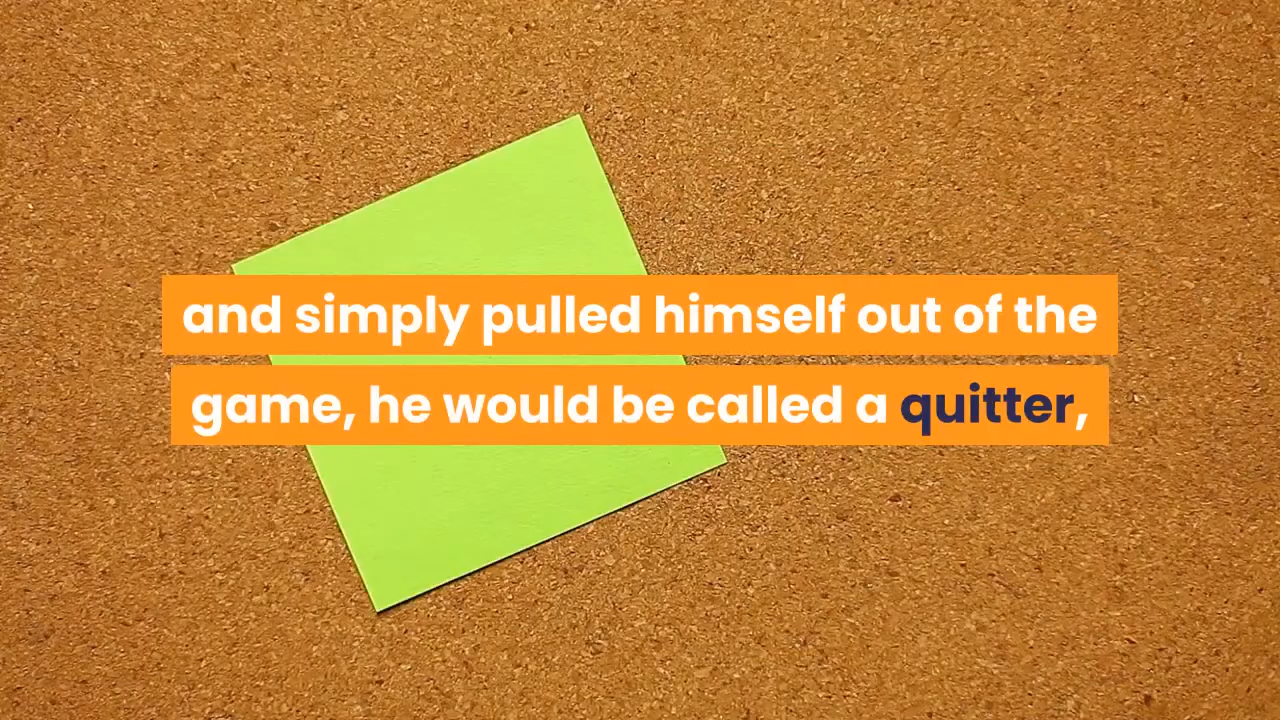 and simply pulled himself out of the
game, he would be called a quitter,